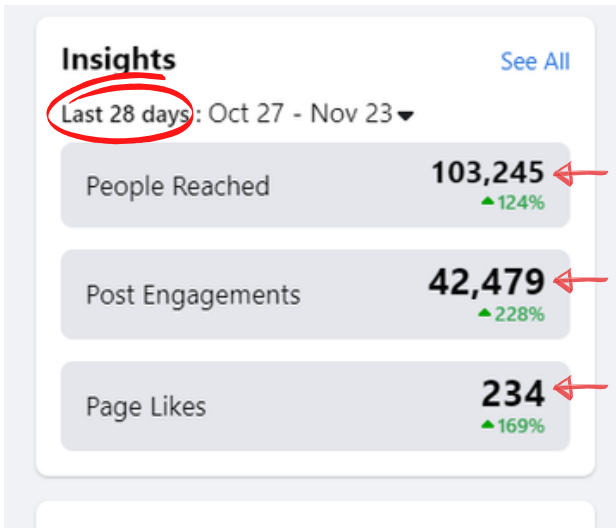 Insights
See All
Last 28 days : Oct 27 - Nov 23
People Reached
103,245
124%
Post Engagements
42,479
228%
Page Likes
234
169%